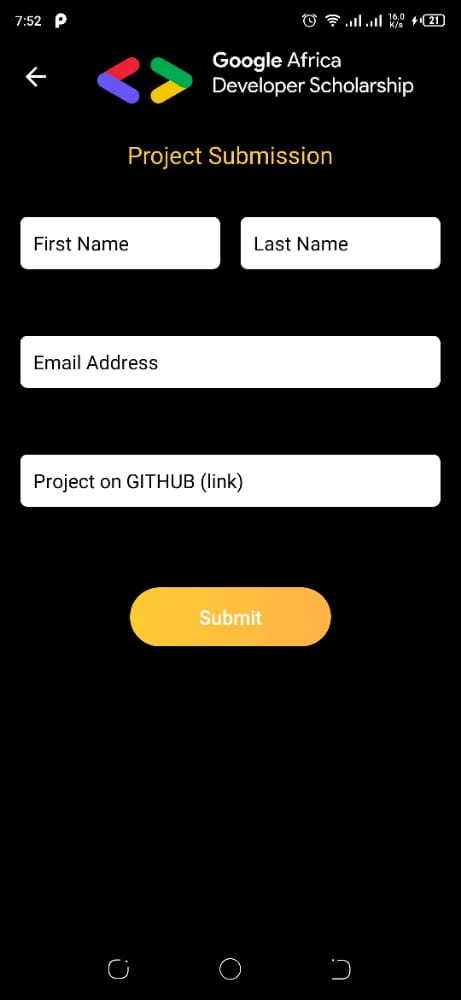 7:52
16.0
K/s
21
Google Africa
Developer Scholarship
Project Submission
First Name
Last Name
Email Address
Project on GITHUB (link)
Submit